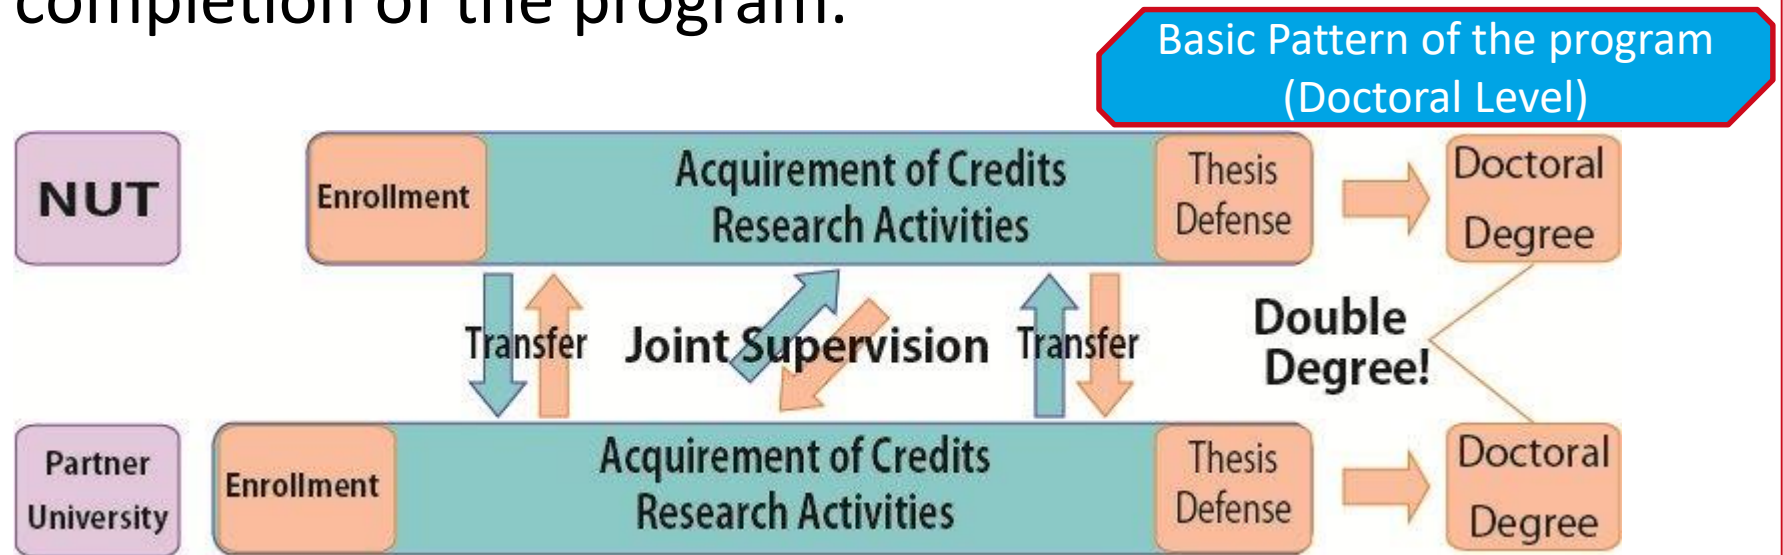 completion of the program.
Basic Pattern of the program
(Doctoral Level)
NUT
Enrollment
Acquirement of Credits
Research Activities
Thesis
Defense
Doctoral
Degree
Transfer
Joint Supervision
Transfer
Double
Degree!
Partner
University
Enrollment
Acquirement of Credits
Research Activities
Thesis
Defense
Doctoral
Degree